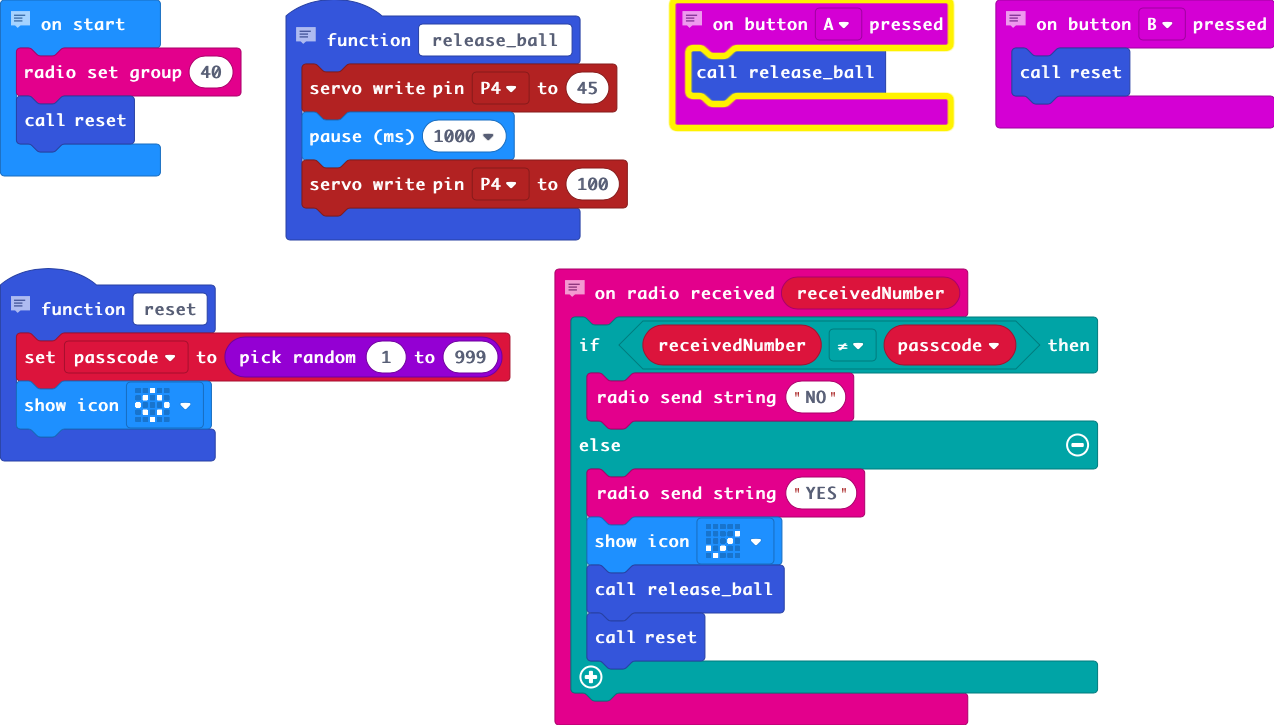 on start
radio set group 40
call reset
function release_ball
servo write pin P4 to 45
pause (ms) 1000
servo write pin P4 to 100
on button A pressed
call release_ball
on button B pressed
call reset
function reset
set passcode to pick random 1 to 999
show icon
on radio received receivedNumber
if receivedNumber ≠ passcode then
radio send string "NO"
else
radio send string "YES"
show icon
call release_ball
call reset